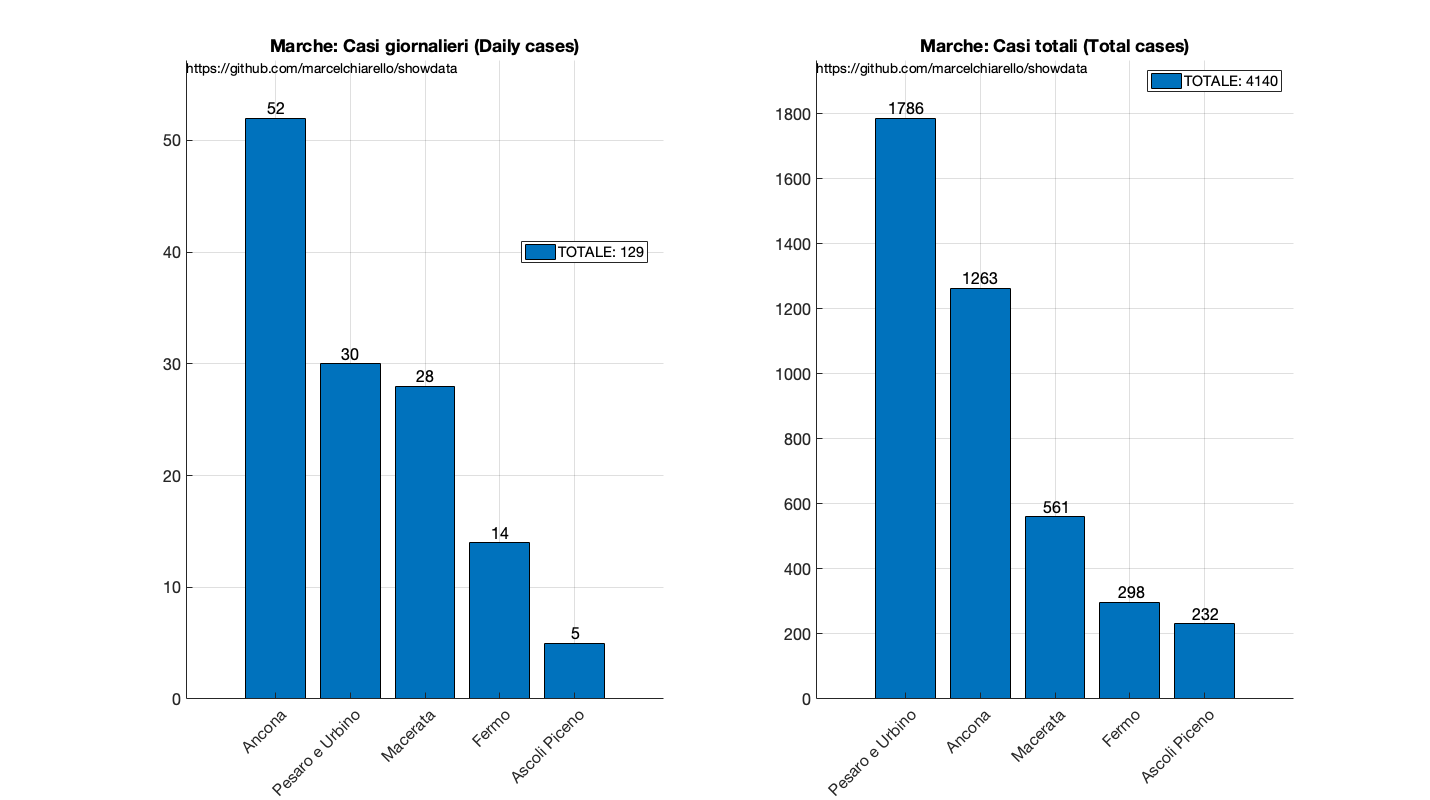 Marche: Casi giornalieri (Daily cases)
https://github.com/marcelchiarello/showdata
52
50
TOTALE: 129
40
30
30
28
20
14
10
5
0
Ancona
Pesaro e Urbino
Macerata
Fermo
Ascoli Piceno
Marche: Casi totali (Total cases)
https://github.com/marcelchiarello/showdata
TOTALE: 4140
1786
1800
1600
1400
1263
1200
1000
800
600
561
400
298
232
200
0
Pesaro e Urbino
Ancona
Macerata
Fermo
Ascoli Piceno